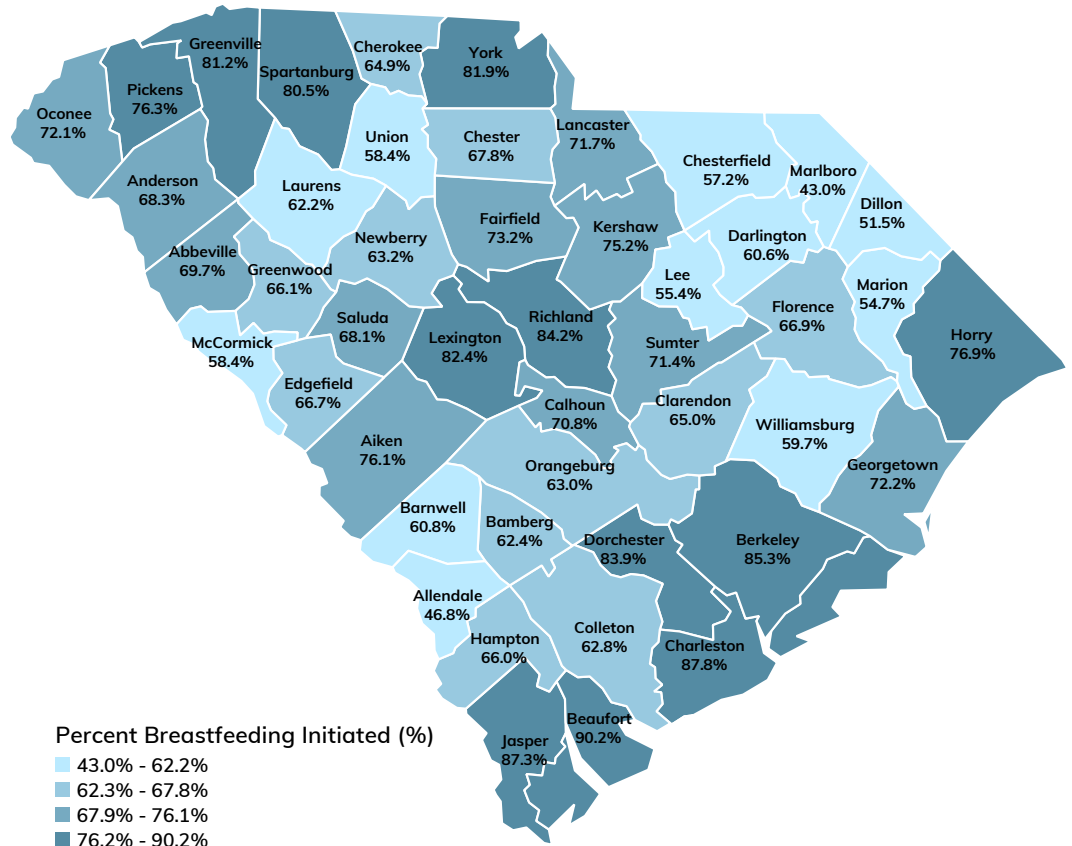 Greenville
81.2%
Cherokee
64.9%
York
81.9%
Spartanburg
80.5%
Pickens
76.3%
Oconee
72.1%
Union
58.4%
Chester
67.8%
Lancaster
71.7%
Chesterfield
57.2%
Marlboro
43.0%
Anderson
68.3%
Laurens
62.2%
Dillon
51.5%
Fairfield
73.2%
Kershaw
75.2%
Darlington
60.6%
Newberry
63.2%
Abbeville
69.7%
Greenwood
66.1%
Lee
55.4%
Marion
54.7%
Florence
66.9%
Saluda
68.1%
Richland
84.2%
Lexington
82.4%
Horry
76.9%
McCormick
58.4%
Sumter
71.4%
Edgefield
66.7%
Calhoun
70.8%
Clarendon
65.0%
Williamsburg
59.7%
Aiken
76.1%
Orangeburg
63.0%
Georgetown
72.2%
Barnwell
60.8%
Bamberg
62.4%
Dorchester
83.9%
Berkeley
85.3%
Allendale
46.8%
Hampton
66.0%
Colleton
62.8%
Charleston
87.8%
Beaufort
90.2%
Jasper
87.3%
Percent Breastfeeding Initiated (%)
43.0% - 62.2%
62.3% - 67.8%
67.9% - 76.1%
76.2% - 90.2%